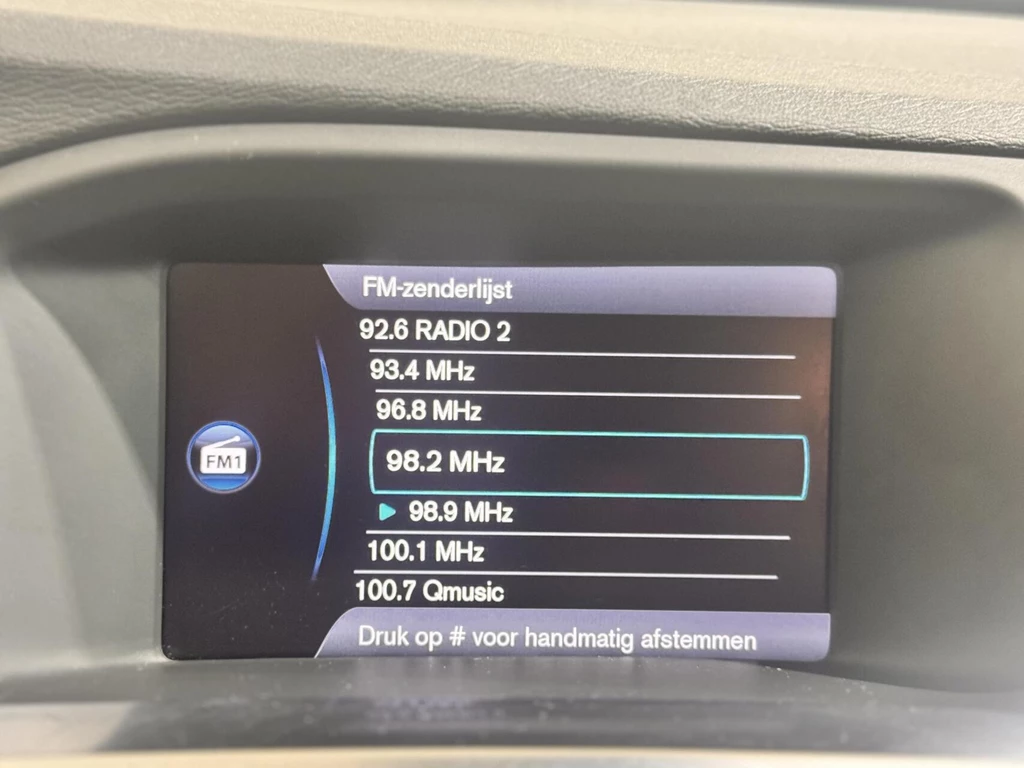 FM-zenderlijst
92.6 RADIO 2
93.4 MHz
96.8 MHz
FM1
98.2 MHz
98.9 MHz
100.1 MHz
100.7 Qmusic
Druk op # voor handmatig afstemmen